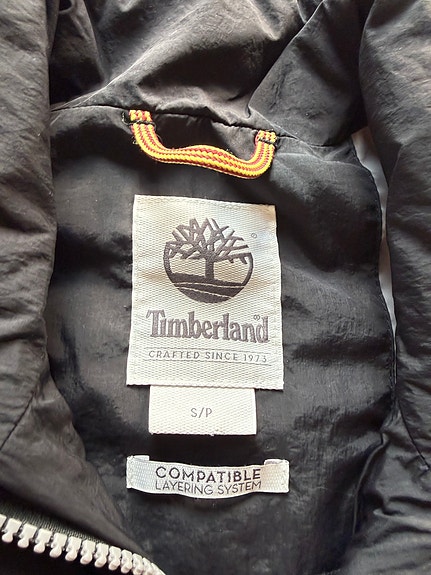 Timberland®
CRAFTED SINCE 1973
S/P
COMPATIBLE
LAYERING SYSTEM